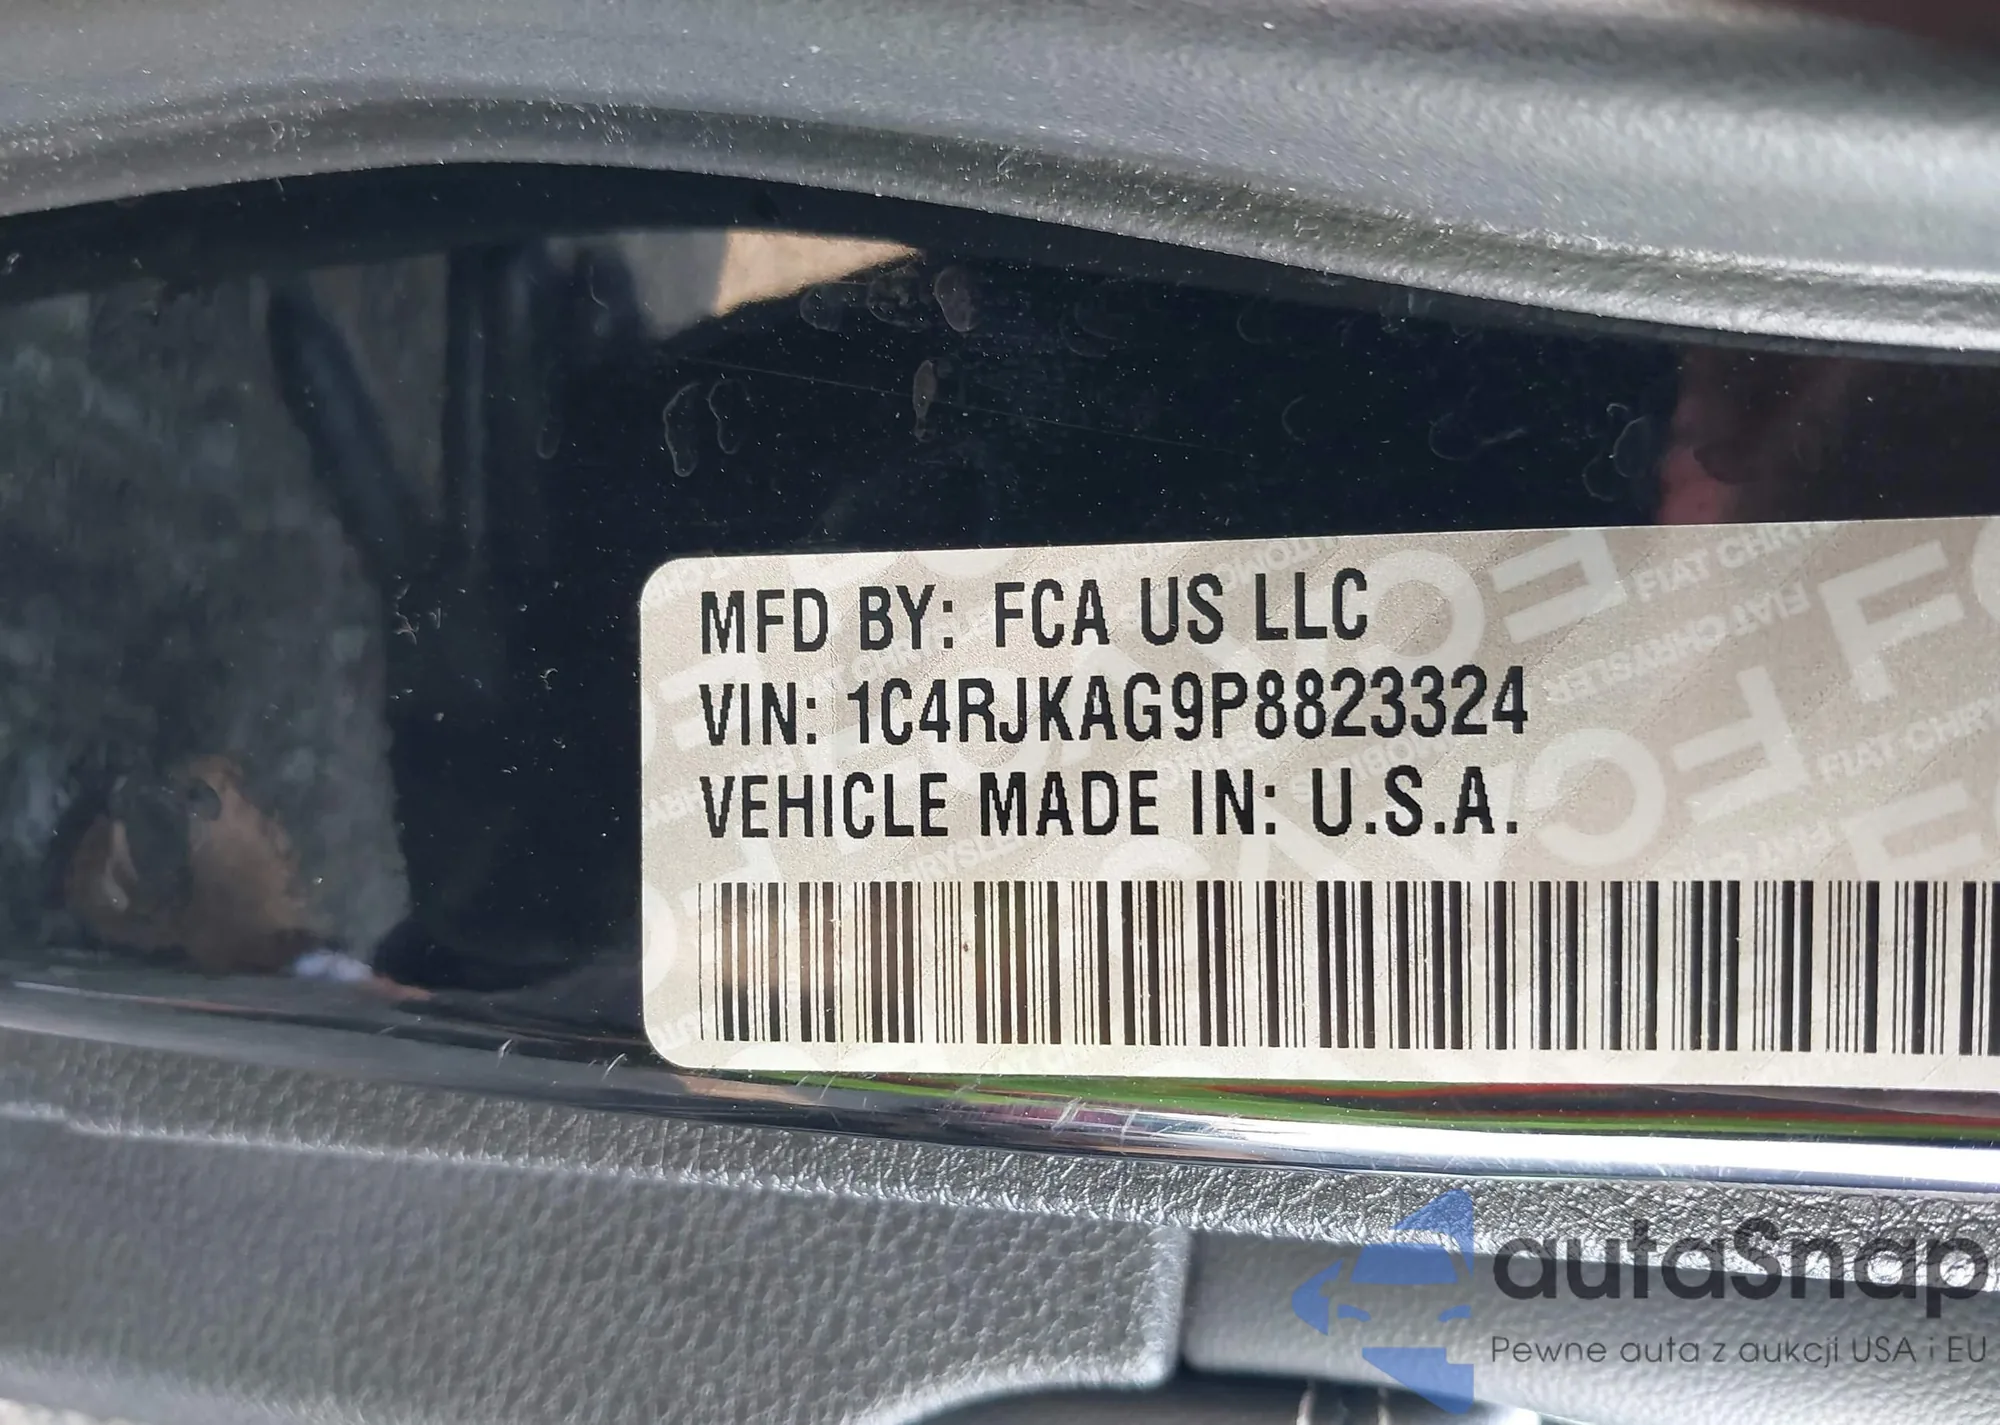 MFD BY: FCA US LLC
VIN: 1C4RJKAG9P8823324
VEHICLE MADE IN: U.S.A.
autaSnap
Pewne auta z aukcji USA i EU